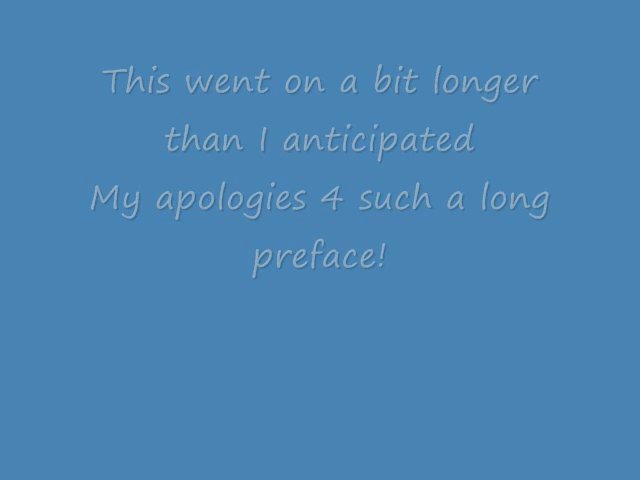 This went on a bit longer
than I anticipated
My apologies 4 such a long
preface!